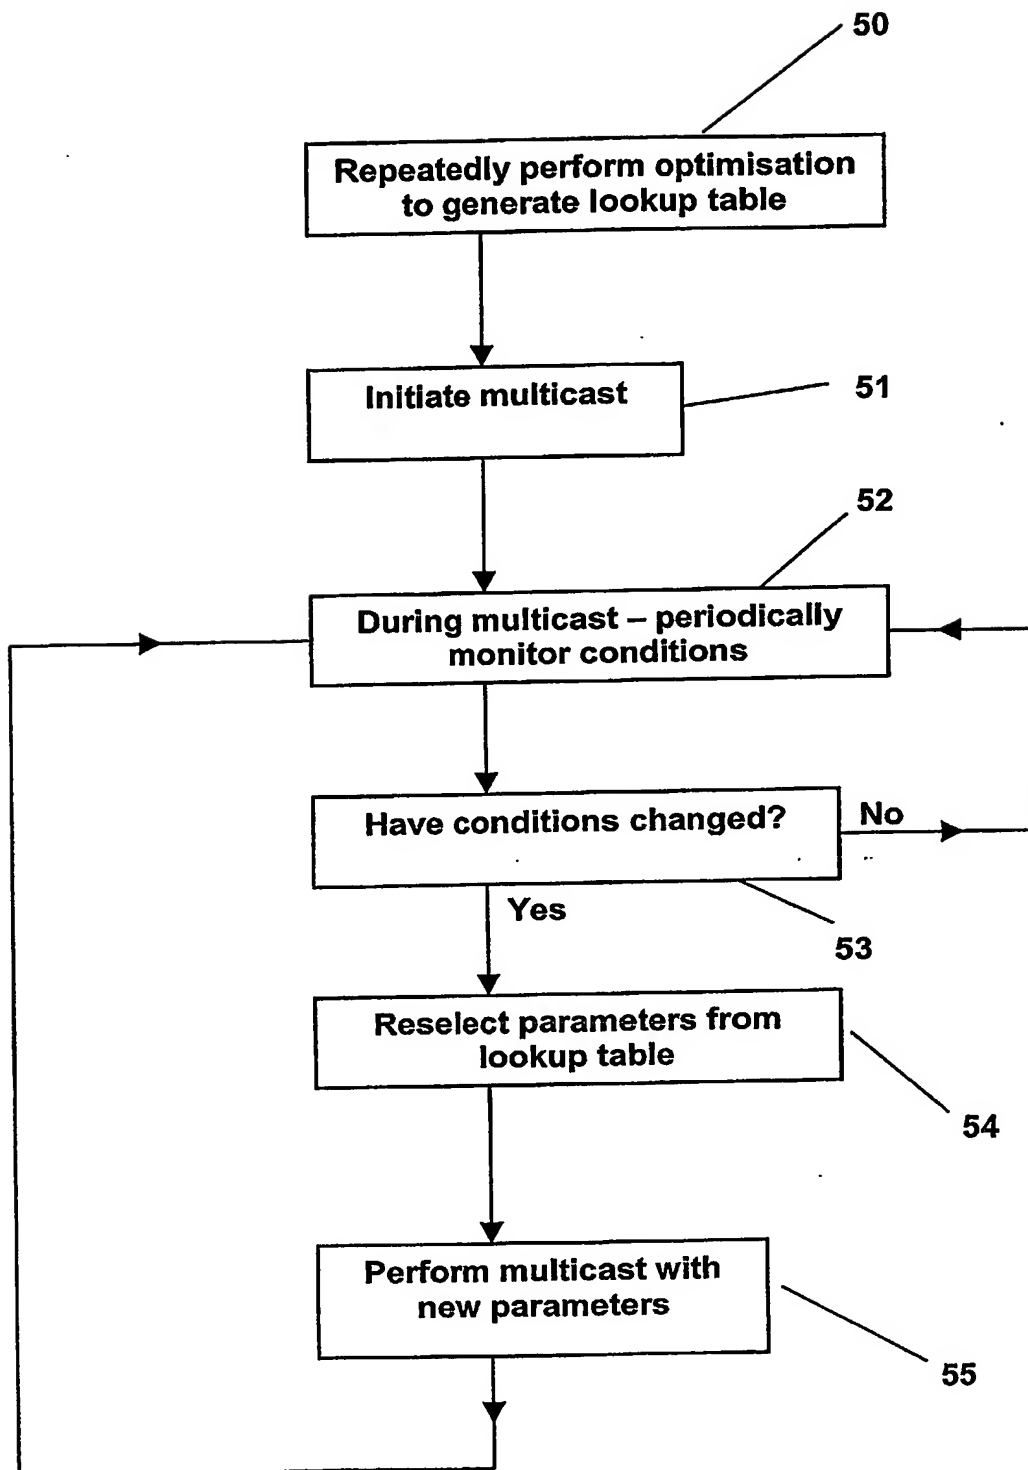 50
Repeatedly perform optimisation
to generate lookup table
Initiate multicast
51
52
During multicast – periodically
monitor conditions
Have conditions changed?
No
Yes
53
Reselect parameters from
lookup table
54
Perform multicast with
new parameters
55